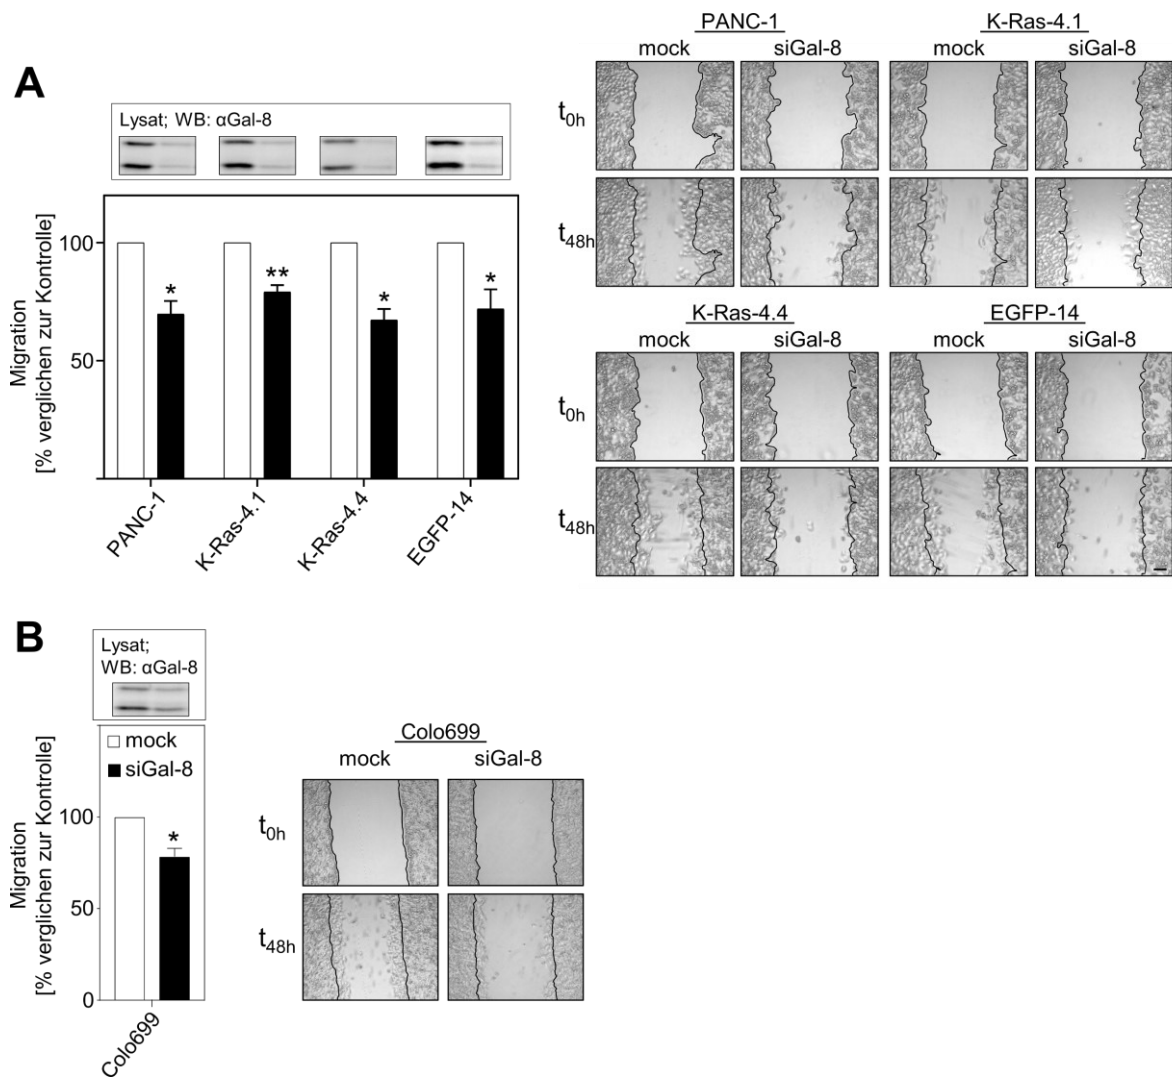 A
Lysat; WB: αGal-8
Migration
[% verglichen zur Kontrolle]
100
50
* ** * *
PANC-1
K-Ras-4.1
K-Ras-4.4
EGFP-14
PANC-1 K-Ras-4.1
mock siGal-8 mock siGal-8
t0h
t48h
K-Ras-4.4 EGFP-14
mock siGal-8 mock siGal-8
t0h
t48h
B
Lysat;
WB: αGal-8
mock
siGal-8
Migration
[% verglichen zur Kontrolle]
100
50
0
*
Colo699
Colo699
mock siGal-8
t0h
t48h